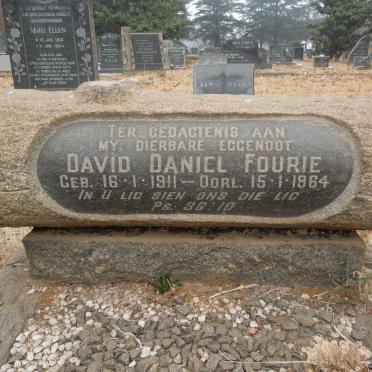 MARK ELLEN
TER GEDAGTENIS AAN
MY DIERBARE EGGENOOT
DAVID DANIEL FOURIE
GEB. 16·1·1911 — OORL. 15·1·1964
IN U LIG SIEN ONS DIE LIG
PS. 36:10